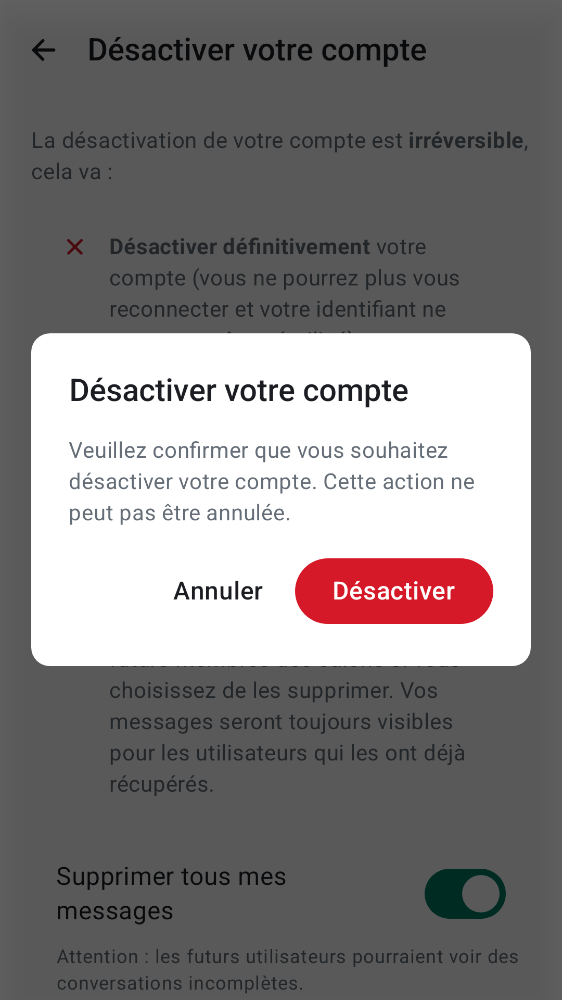 Désactiver votre compte
La désactivation de votre compte est irréversible,
cela va :
Désactiver définitivement votre
compte (vous ne pourrez plus vous
reconnecter et votre identifiant ne
Désactiver votre compte
Veuillez confirmer que vous souhaitez
désactiver votre compte. Cette action ne
peut pas être annulée.
Annuler
Désactiver
choisissez de les supprimer. Vos
messages seront toujours visibles
pour les utilisateurs qui les ont déjà
récupérés.
Supprimer tous mes
messages
Attention : les futurs utilisateurs pourraient voir des
conversations incomplètes.